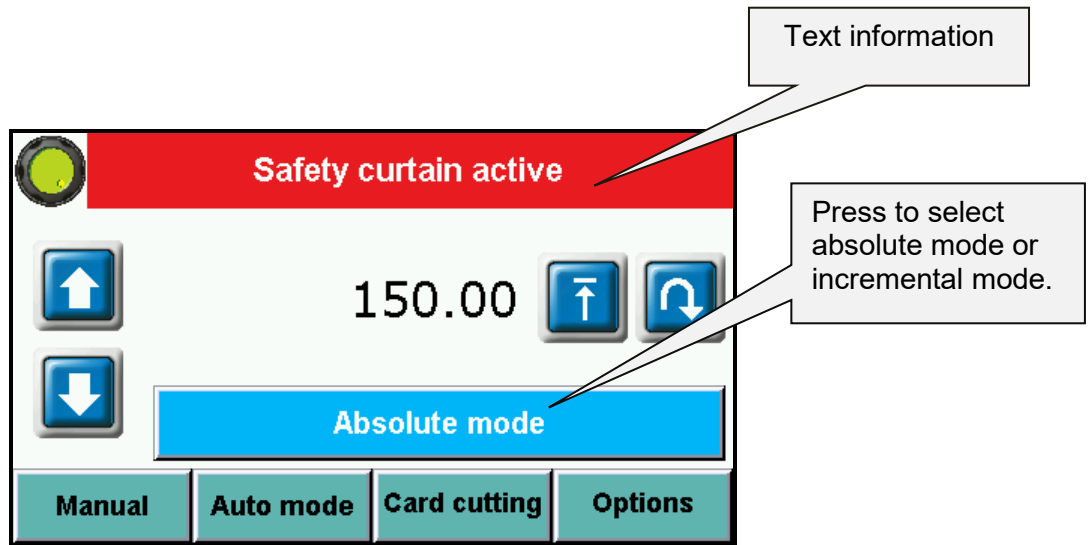 Text information
Safety curtain active
Press to select
absolute mode or
incremental mode.
150.00
Absolute mode
Manual
Auto mode
Card cutting
Options